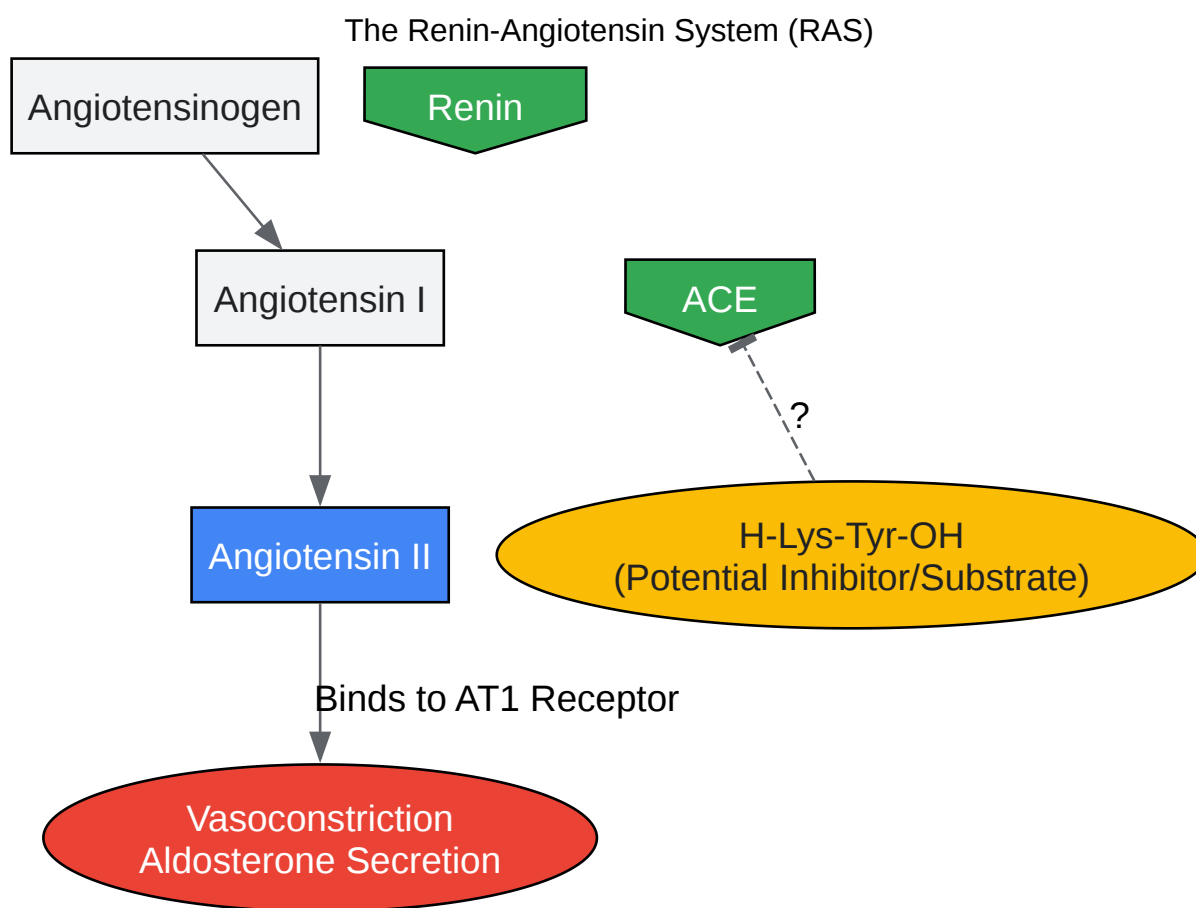 The Renin-Angiotensin System (RAS)
Angiotensinogen
Renin
Angiotensin I
ACE
?
Angiotensin II
H-Lys-Tyr-OH
(Potential Inhibitor/Substrate)
Binds to AT1 Receptor
Vasoconstriction
Aldosterone Secretion